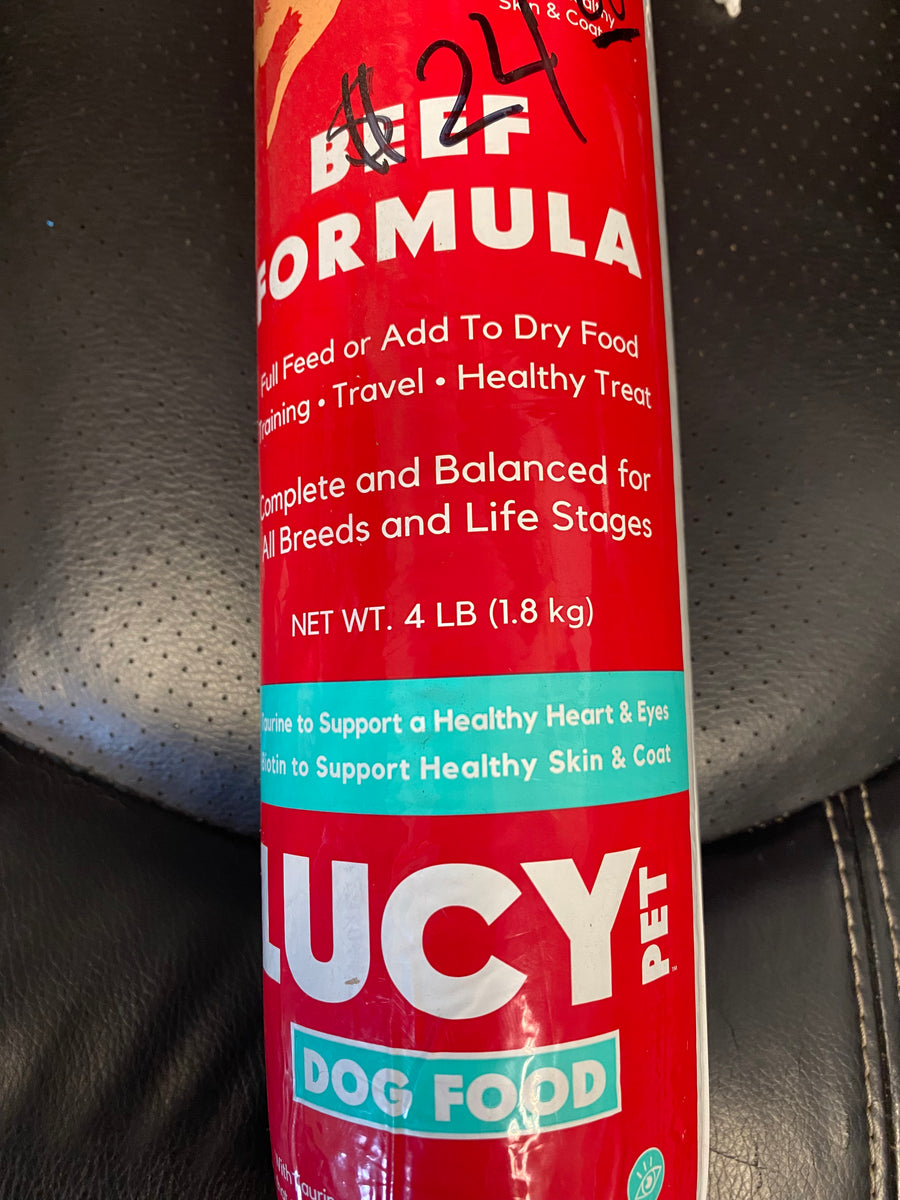 Skin & Coat
$24
BEEF
FORMULA
Full Feed or Add To Dry Food
Training • Travel • Healthy Treat
Complete and Balanced for
All Breeds and Life Stages
NET WT. 4 LB (1.8 kg)
Taurine to Support a Healthy Heart & Eyes
Biotin to Support Healthy Skin & Coat
LUCY
PET
™
DOG FOOD